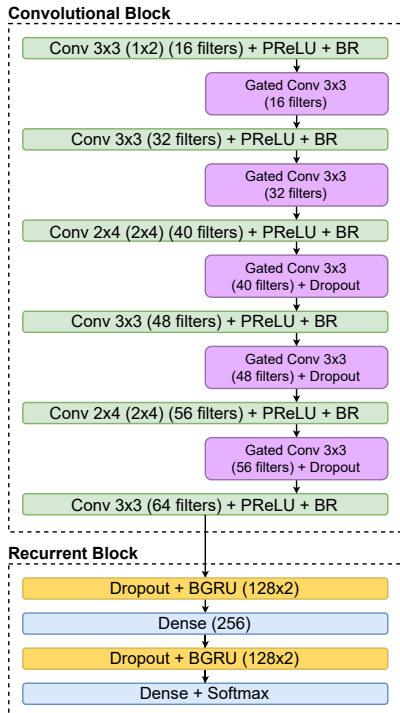 Convolutional Block
Conv 3x3 (1x2) (16 filters) + PReLU + BR
Gated Conv 3x3
(16 filters)
Conv 3x3 (32 filters) + PReLU + BR
Gated Conv 3x3
(32 filters)
Conv 2x4 (2x4) (40 filters) + PReLU + BR
Gated Conv 3x3
(40 filters) + Dropout
Conv 3x3 (48 filters) + PReLU + BR
Gated Conv 3x3
(48 filters) + Dropout
Conv 2x4 (2x4) (56 filters) + PReLU + BR
Gated Conv 3x3
(56 filters) + Dropout
Conv 3x3 (64 filters) + PReLU + BR
Recurrent Block
Dropout + BGRU (128x2)
Dense (256)
Dropout + BGRU (128x2)
Dense + Softmax